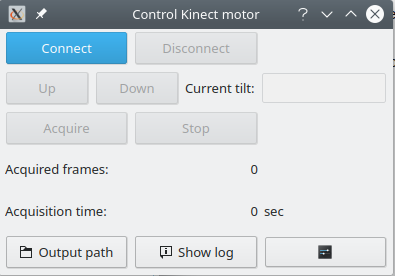 Control Kinect motor
Connect Disconnect
Up Down Current tilt:
Acquire Stop
Acquired frames: 0
Acquisition time: 0 sec
Output path Show log